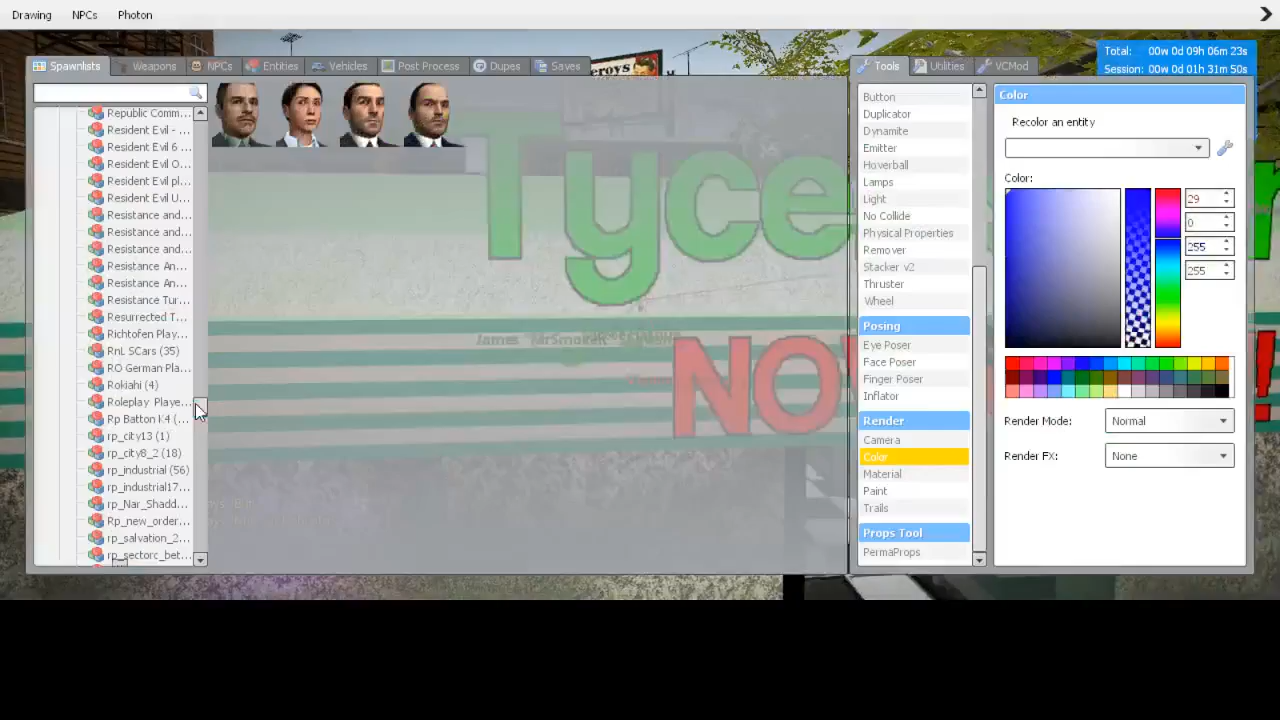 Drawing NPCs Photon
Total: 00w 0d 09h 06m 23s
Session: 00w 0d 01h 31m 50s
Spawnlists Weapons NPCs Entities Vehicles Post Process Dupes Saves
Tools Utilities VCMod
Republic Comm...
Resident Evil - ...
Resident Evil 6 ...
Resident Evil O...
Resident Evil pl...
Resident Evil U...
Resistance and...
Resistance and...
Resistance and...
Resistance An...
Resistance An...
Resistance Tur...
Resurrected T...
Richtofen Play...
RnL SCars (35)
RO German Pla...
Rokiahi (4)
Roleplay Playe...
Rp Batton K4 (...
rp_city13 (1)
rp_city8_2 (18)
rp_industrial (56)
rp_industrial17...
rp_Nar_Shadd...
Rp_new_order...
rp_salvation_2...
rp_sectorc_bet...
Tyce
NO
Button
Duplicator
Dynamite
Emitter
Hoverball
Lamps
Light
No Collide
Physical Properties
Remover
Stacker v2
Thruster
Wheel
Posing
Eye Poser
Face Poser
Finger Poser
Inflator
Render
Camera
Color
Material
Paint
Trails
Props Tool
PermaProps
Color
Recolor an entity
Color:
29
0
255
255
Render Mode: Normal
Render FX: None